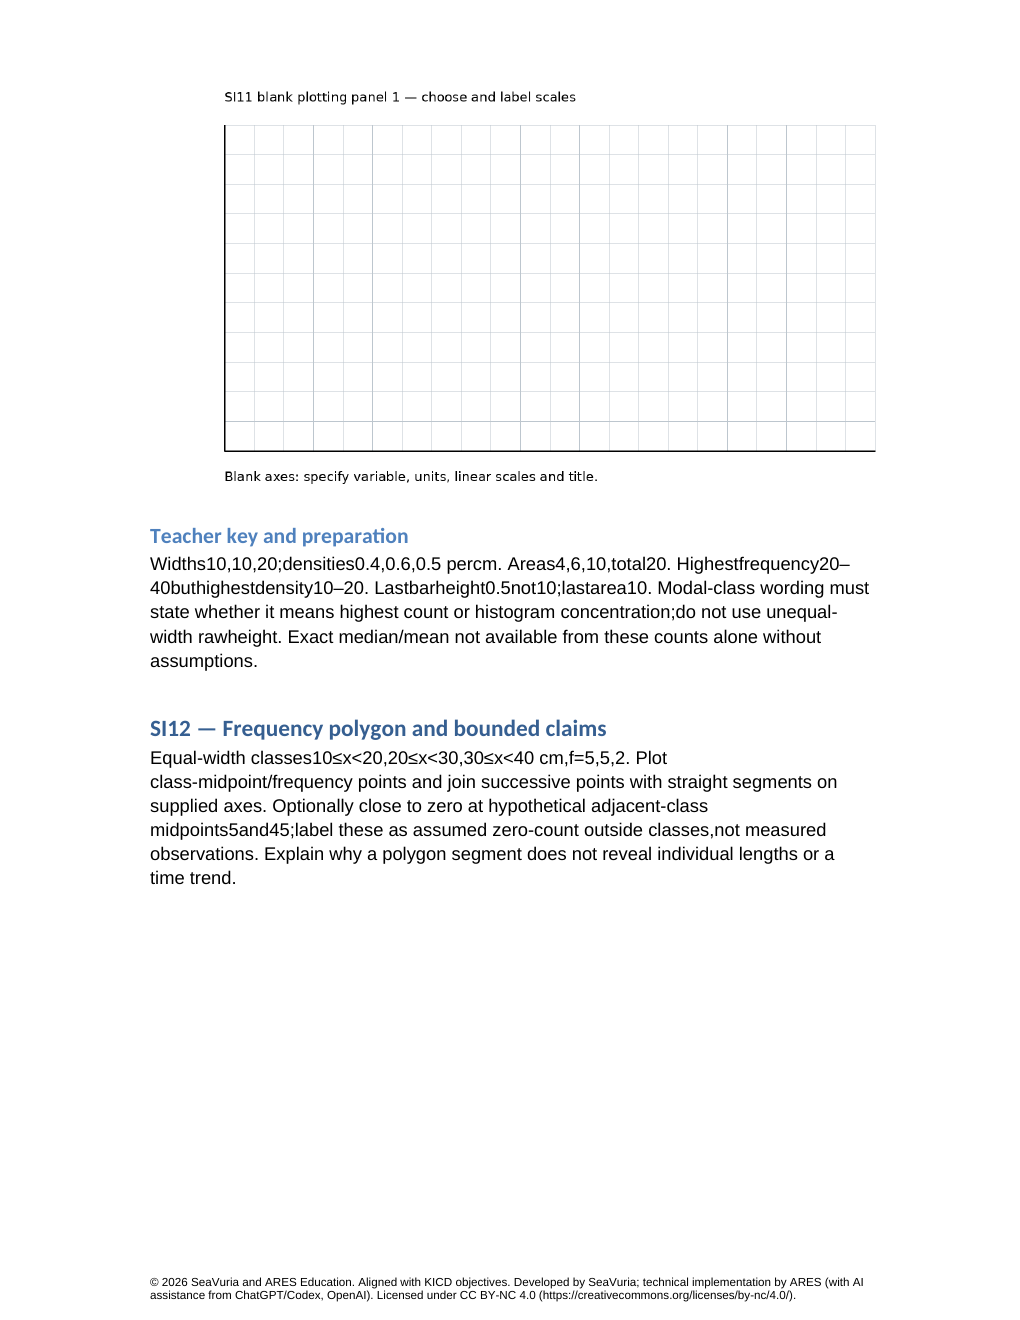 SI11 blank plotting panel 1 — choose and label scales
Blank axes: specify variable, units, linear scales and title.
Teacher key and preparation
Widths10,10,20;densities0.4,0.6,0.5 percm. Areas4,6,10,total20. Highestfrequency20–
40buthighestdensity10–20. Lastbarheight0.5not10;lastarea10. Modal-class wording must
state whether it means highest count or histogram concentration;do not use unequal-
width rawheight. Exact median/mean not available from these counts alone without
assumptions.
SI12 — Frequency polygon and bounded claims
Equal-width classes10≤x<20,20≤x<30,30≤x<40 cm,f=5,5,2. Plot
class-midpoint/frequency points and join successive points with straight segments on
supplied axes. Optionally close to zero at hypothetical adjacent-class
midpoints5and45;label these as assumed zero-count outside classes,not measured
observations. Explain why a polygon segment does not reveal individual lengths or a
time trend.
© 2026 SeaVuria and ARES Education. Aligned with KICD objectives. Developed by SeaVuria; technical implementation by ARES (with AI
assistance from ChatGPT/Codex, OpenAI). Licensed under CC BY-NC 4.0 (https://creativecommons.org/licenses/by-nc/4.0/).